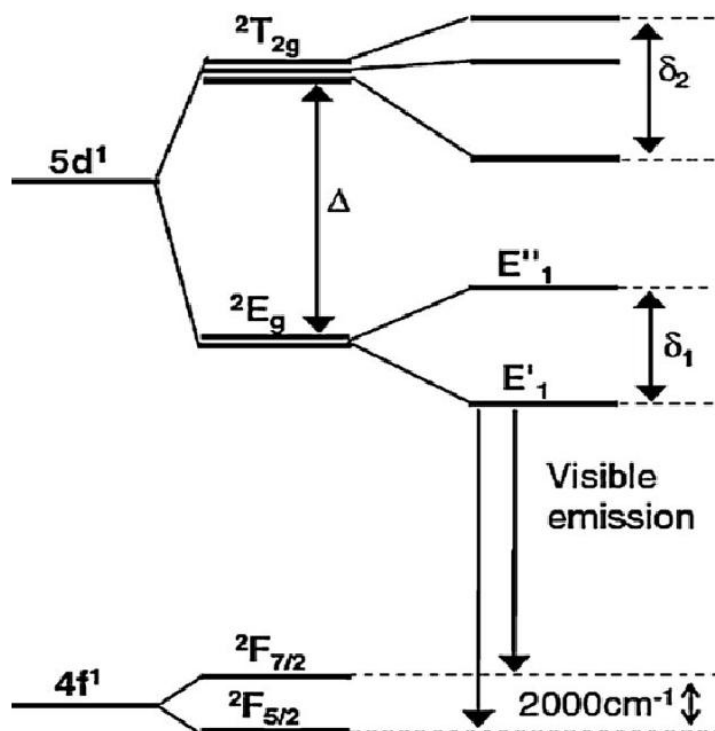 ²T₂g
δ₂
5d¹
Δ
E"₁
²Eg
δ₁
E'₁
Visible
emission
²F₇/₂
4f¹
2000cm⁻¹
²F₅/₂